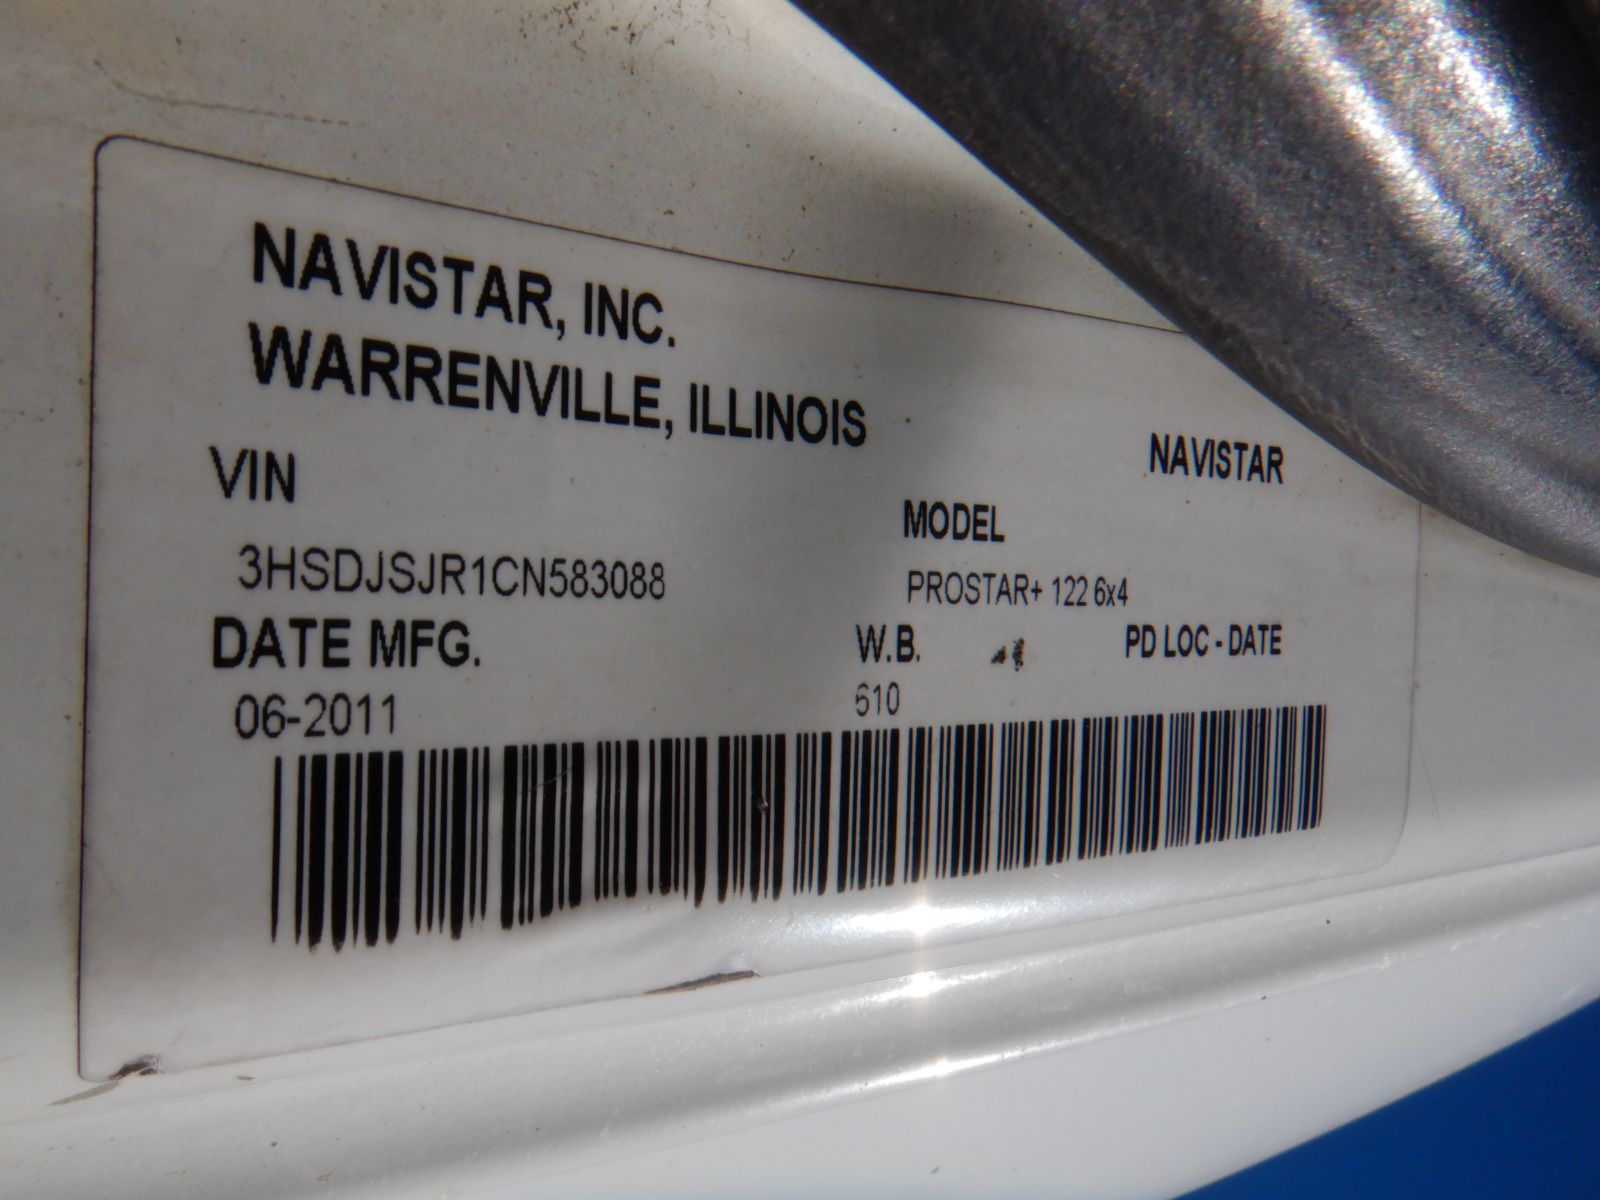 NAVISTAR, INC.
WARRENVILLE, ILLINOIS
NAVISTAR
VIN
MODEL
3HSDJSJR1CN583088
PROSTAR+ 122 6x4
DATE MFG.
W.B.
PD LOC - DATE
06-2011
610